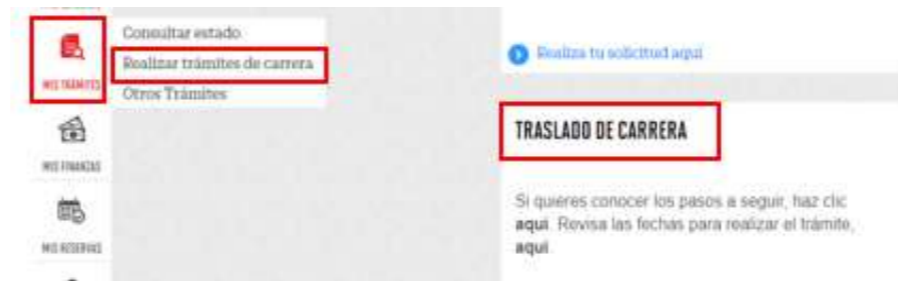 MIS TRÁMITES
Consultar estado
Realizar trámites de carrera
Otros Trámites
MIS FINANZAS
MIS RESERVAS
Realiza tu solicitud aquí
TRASLADO DE CARRERA
Si quieres conocer los pasos a seguir, haz clic
aquí. Revisa las fechas para realizar el trámite,
aquí.